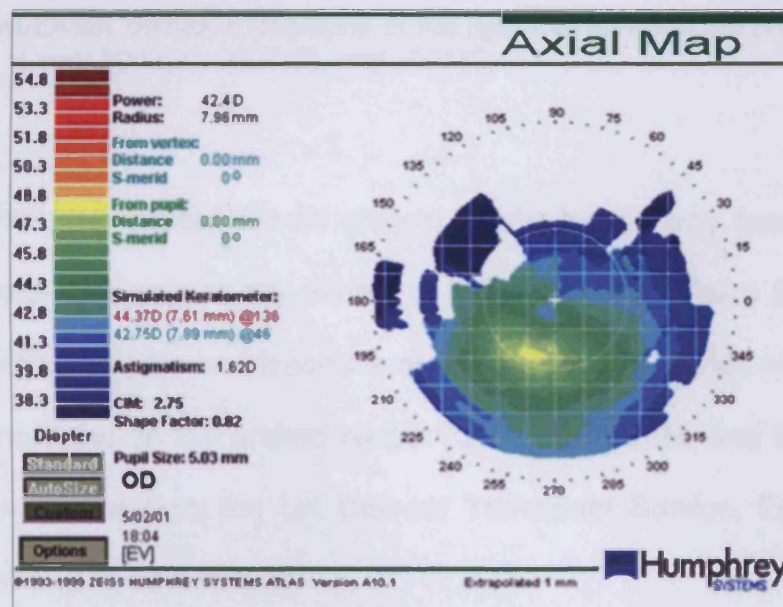 Axial Map
54.8
53.3
51.8
50.3
48.8
47.3
45.8
44.3
42.8
41.3
39.8
38.3
Diopter
Standard
AutoSize
Custom
Options
Power: 42.4 D
Radius: 7.96 mm
From vertex:
Distance 0.00 mm
S-merid 0°
From pupil:
Distance 0.00 mm
S-merid 0°
Simulated Keratometer:
44.37D (7.61 mm) @136
42.75D (7.89 mm) @46
Astigmatism: 1.62D
CIM: 2.75
Shape Factor: 0.82
Pupil Size: 5.03 mm
OD
5/02/01
18:04
[EV]
90
75
60
45
30
15
0
345
330
315
300
285
270
255
240
225
210
195
180
165
150
135
120
105
©1993-1999 ZEISS HUMPHREY SYSTEMS ATLAS Version A10.1
Extrapolated 1 mm
Humphrey
SYSTEMS